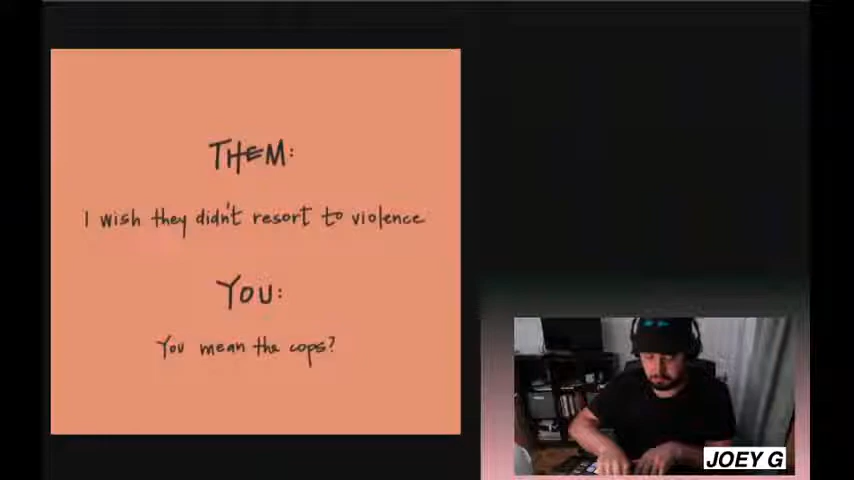 THEM:
I wish they didn't resort to violence
YOU:
You mean the cops?
JOEY G